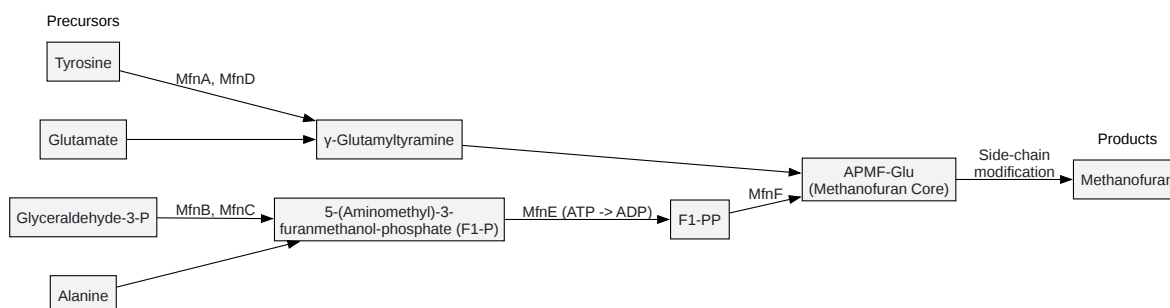 Precursors
Tyrosine
MfnA, MfnD
Glutamate
γ-Glutamyltyramine
Glyceraldehyde-3-P
MfnB, MfnC
5-(Aminomethyl)-3-
furanmethanol-phosphate (F1-P)
Alanine
MfnE (ATP -> ADP)
F1-PP
MfnF
APMF-Glu
(Methanofuran Core)
Side-chain
modification
Products
Methanofuran